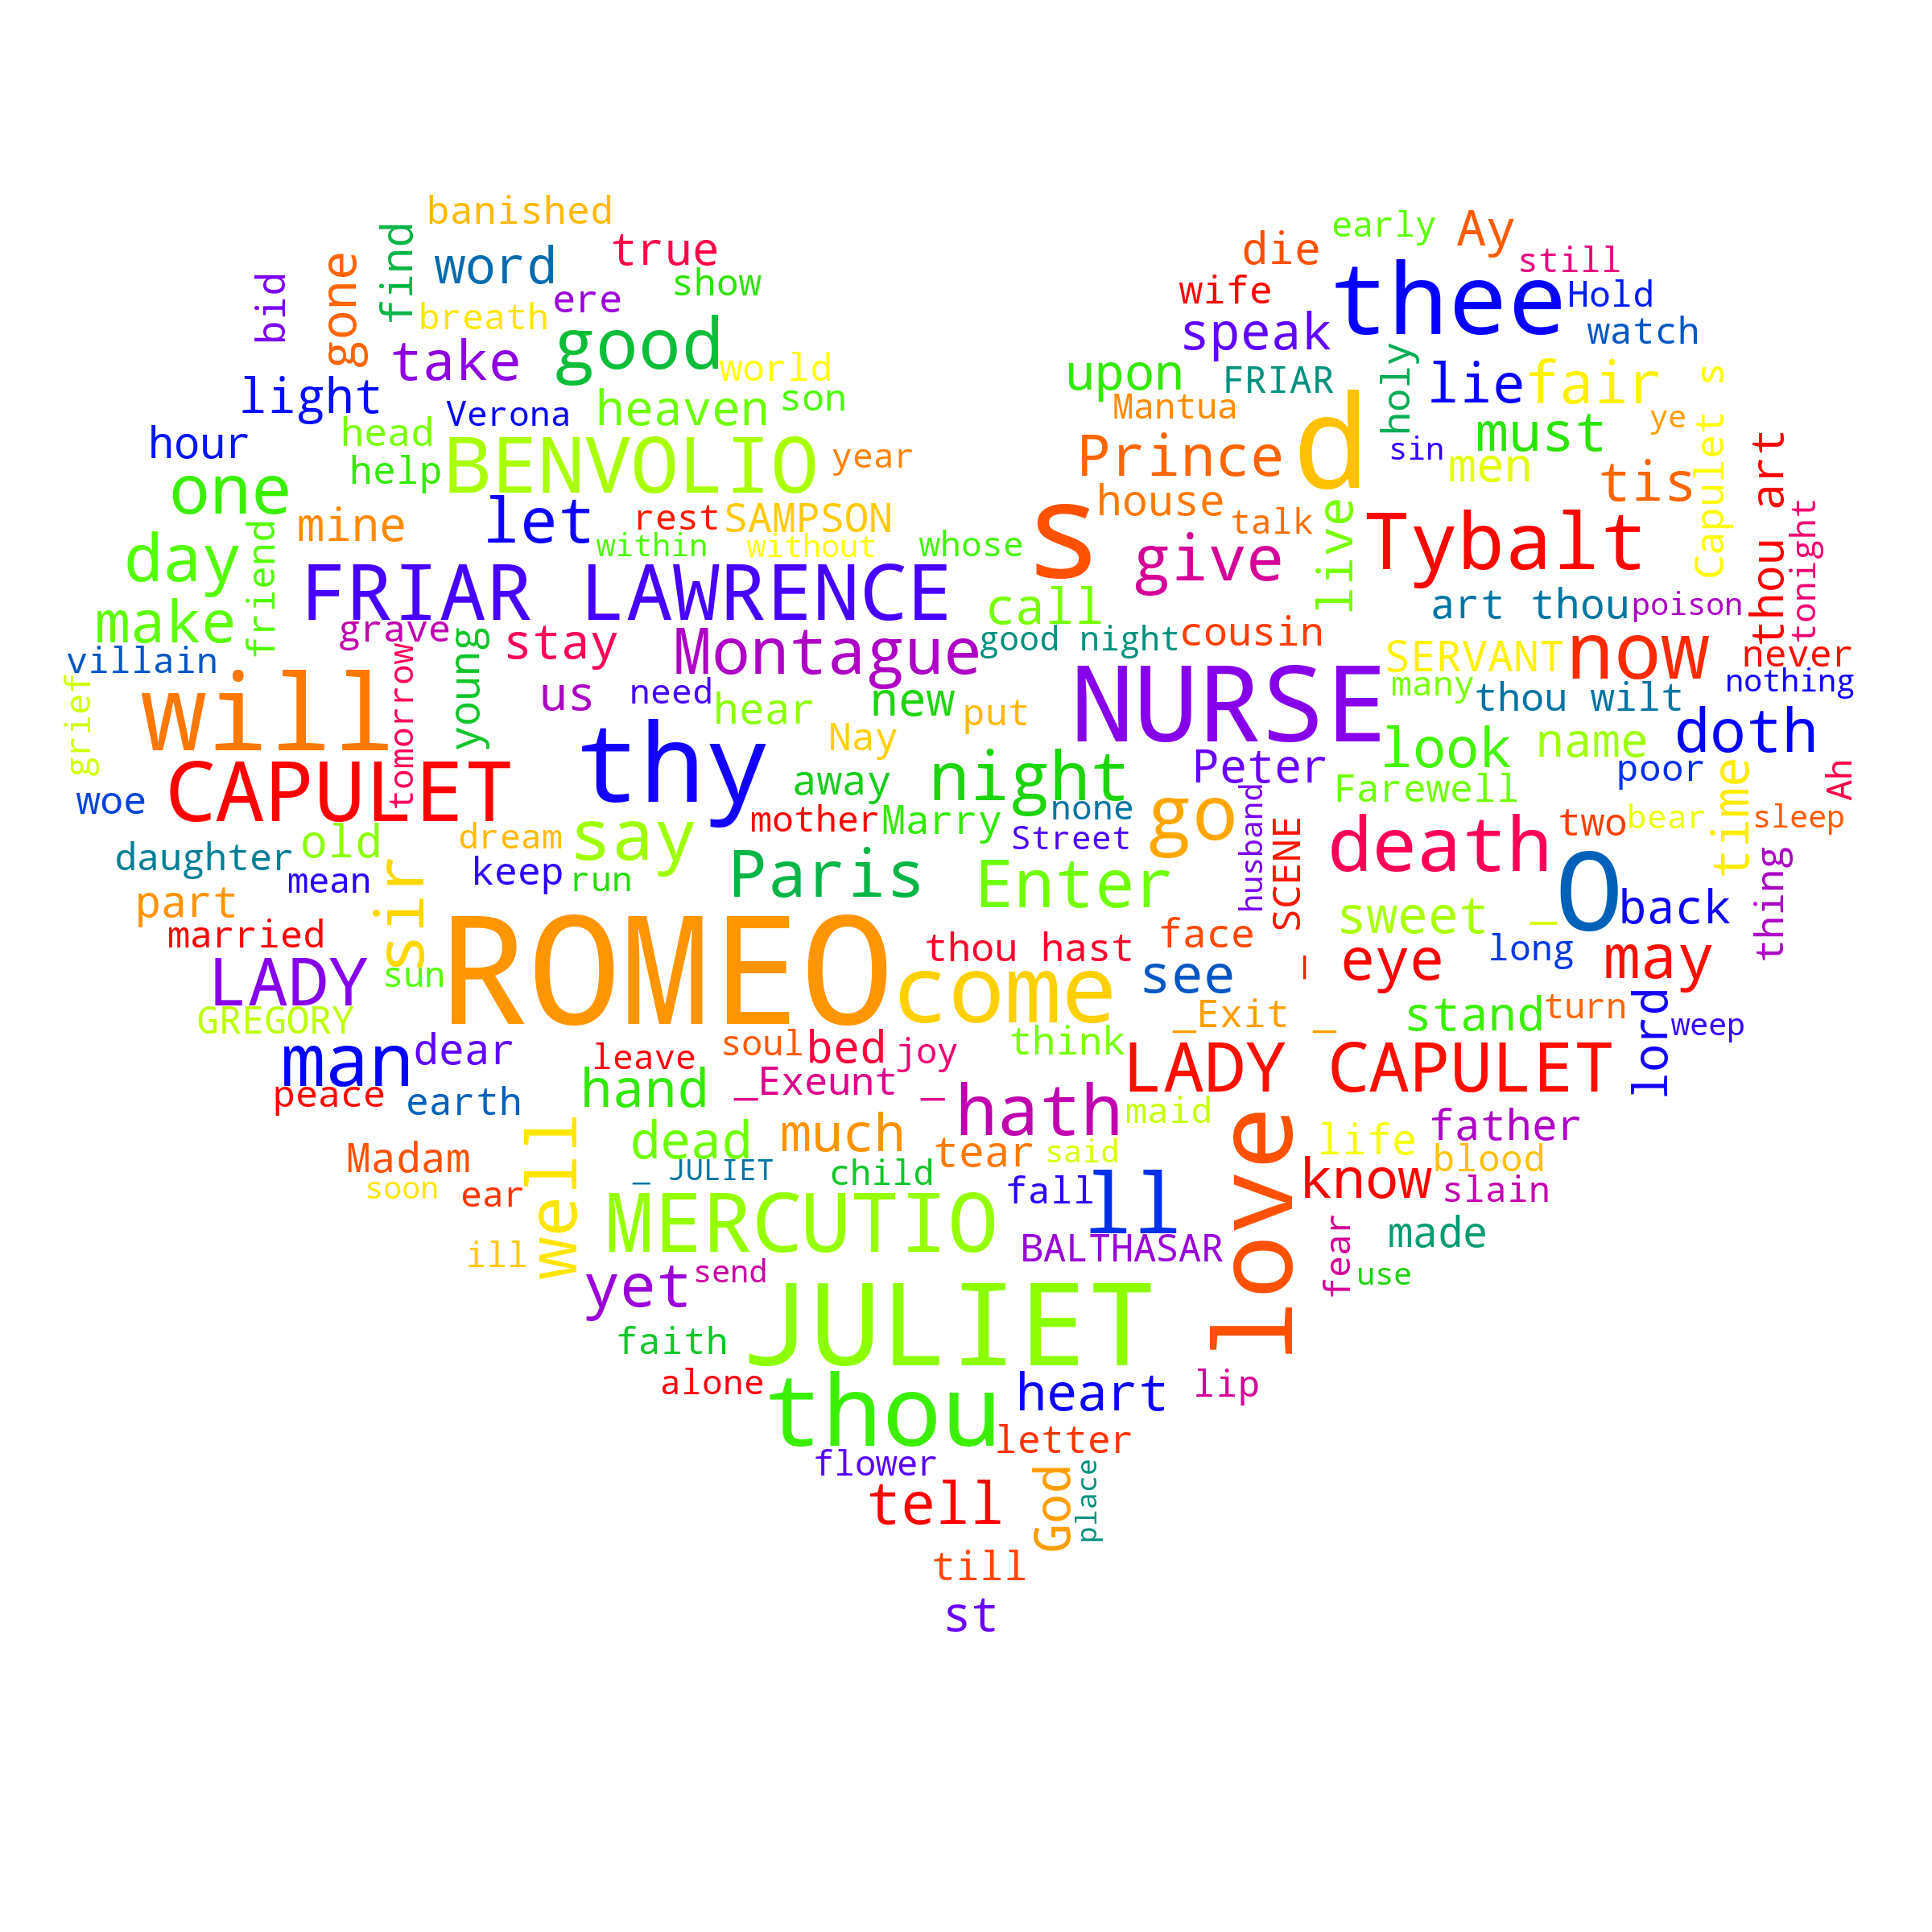 banished
find
true
word
gone
bid
show
ere
breath
good
take
world
light
Verona
heaven
son
hour
head
BENVOLIO
help
year
one
mine
let
rest
SAMPSON
within
without
whose
day
friend
FRIAR LAWRENCE
make
grave
young
stay
Montague
good night
villain
will
tomorrow
us
need
hear
new
put
grief
thy
Nay
CAPULET
woe
away
night
none
mother
Marry
Street
daughter
old
dream
say
keep
run
mean
Paris
Enter
part
sir
married
LADY
sun
ROMEO
thou hast
come
GREGORY
early
Ay
die
still
thee
wife
Hold
speak
watch
upon
FRIAR
holy
lie
fair
Capulet s
Mantua
d
must
ye
Prince
sin
men
tis
thou art
s
house
talk
live
Tybalt
tonight
give
call
art thou
poison
cousin
SERVANT
now
never
NURSE
many
thou wilt
nothing
look
name
doth
Peter
poor
time
Ah
go
husband
Farewell
SCENE _
death
two
bear
sleep
thing
sweet _
O
back
face
see
eye
long
may
_Exit _
stand
turn
lord
weep
man
dear
leave
soul
bed
joy
think
LADY CAPULET
peace
earth
hand
_Exeunt _
hath
maid
love
father
life
Madam
well
dead
much
tear
said
blood
know
slain
soon
ear
_ JULIET
child
fall
ll
MERCUTIO
BALTHASAR
fear
made
use
ill
yet
send
JULIET
faith
alone
thou
heart
lip
letter
flower
God
place
tell
till
st